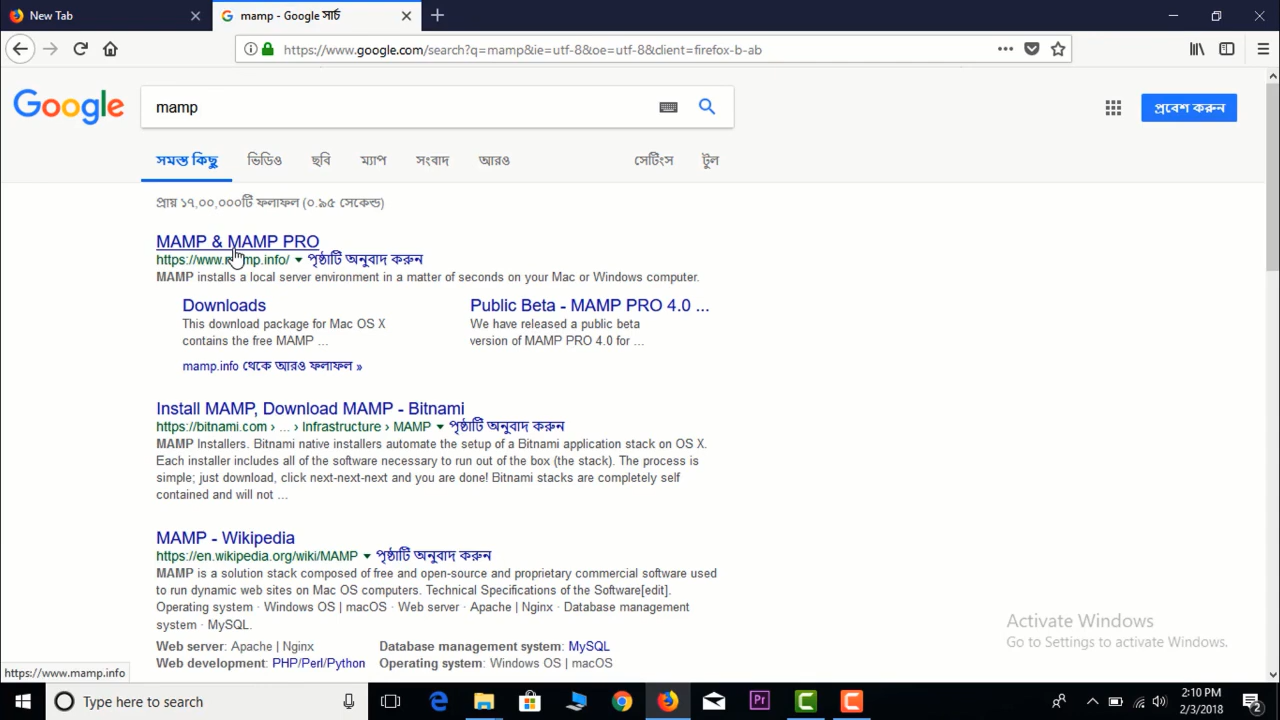 New Tab
mamp - Google সার্চ
https://www.google.com/search?q=mamp&ie=utf-8&oe=utf-8&client=firefox-b-ab
Google
mamp
প্রবেশ করুন
সমস্ত কিছু ভিডিও ছবি ম্যাপ সংবাদ আরও সেটিংস টুল
প্রায় ১৭,০০,০০০টি ফলাফল (০.৯৫ সেকেন্ড)
MAMP & MAMP PRO
https://www.mamp.info/ পৃষ্ঠাটি অনুবাদ করুন
MAMP installs a local server environment in a matter of seconds on your Mac or Windows computer.
Downloads
This download package for Mac OS X
contains the free MAMP ...
Public Beta - MAMP PRO 4.0 ...
We have released a public beta
version of MAMP PRO 4.0 for ...
mamp.info থেকে আরও ফলাফল »
Install MAMP, Download MAMP - Bitnami
https://bitnami.com › ... › Infrastructure › MAMP পৃষ্ঠাটি অনুবাদ করুন
MAMP Installers. Bitnami native installers automate the setup of a Bitnami application stack on OS X.
Each installer includes all of the software necessary to run out of the box (the stack). The process is
simple; just download, click next-next-next and you are done! Bitnami stacks are completely self
contained and will not ...
MAMP - Wikipedia
https://en.wikipedia.org/wiki/MAMP পৃষ্ঠাটি অনুবাদ করুন
MAMP is a solution stack composed of free and open-source and proprietary commercial software used
to run dynamic web sites on Mac OS computers. Technical Specifications of the Software[edit].
Operating system · Windows OS | macOS · Web server · Apache | Nginx · Database management
system · MySQL.
Web server: Apache | Nginx Database management system: MySQL
Web development: PHP/Perl/Python Operating system: Windows OS | macOS
Activate Windows
Go to Settings to activate Windows.
https://www.mamp.info
Type here to search
Pr
2:10 PM
2/3/2018
2